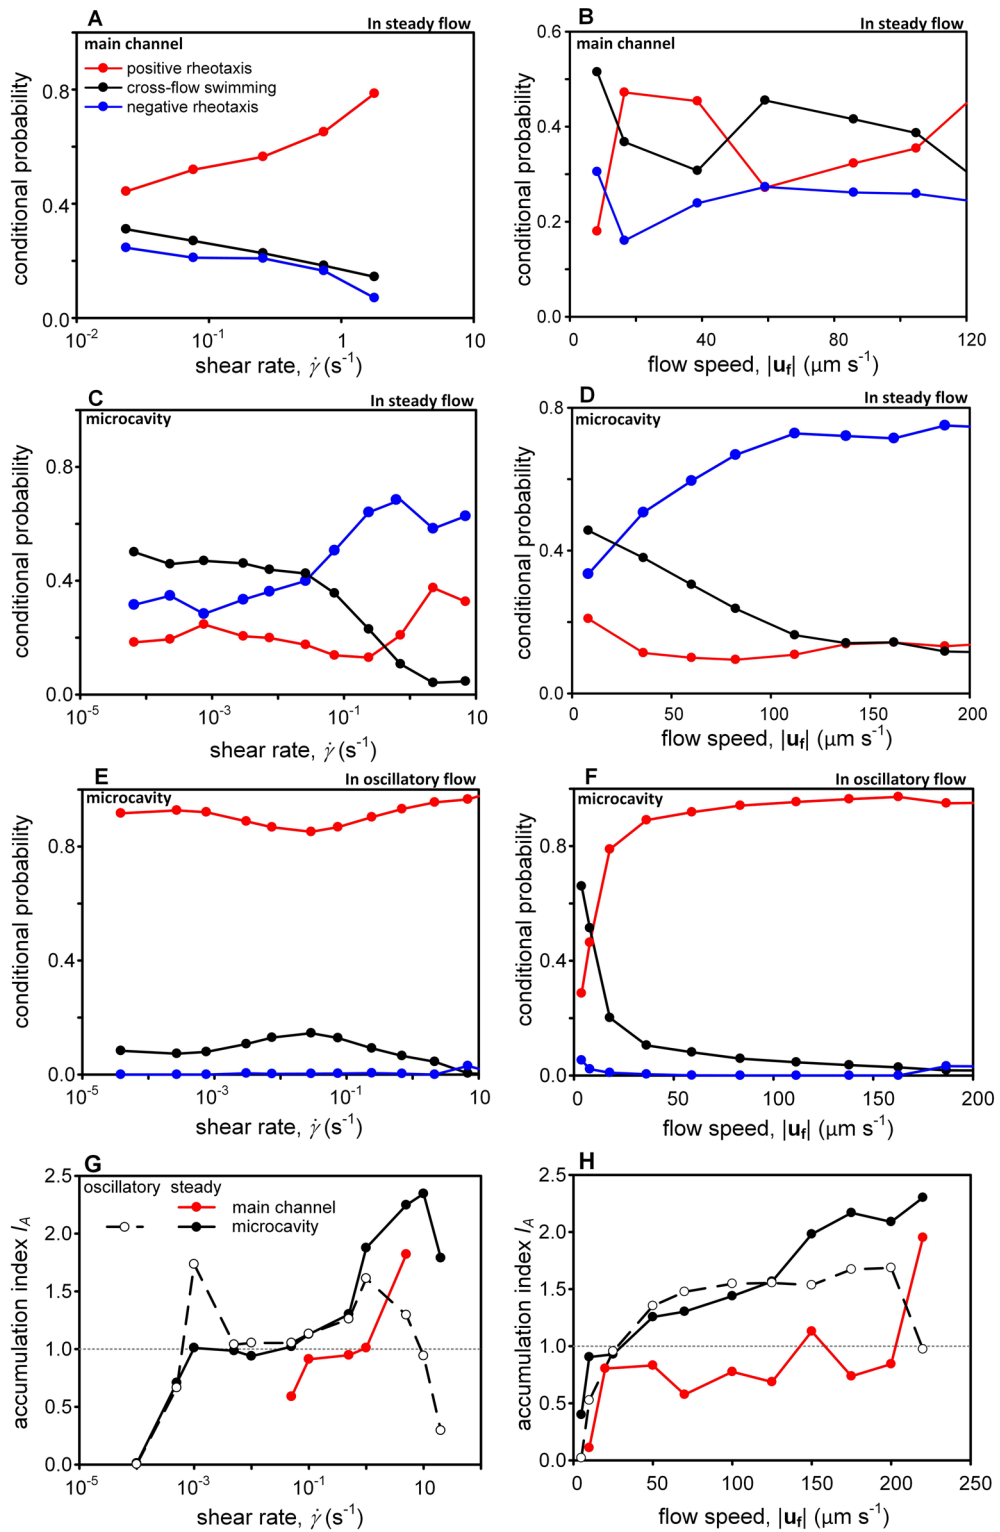 A
In steady flow
main channel
positive rheotaxis
cross-flow swimming
negative rheotaxis
conditional probability
0.8
0.4
0.0
10⁻²
10⁻¹
1
10
shear rate, γ̇ (s⁻¹)
B
In steady flow
main channel
conditional probability
0.6
0.4
0.2
0.0
0
40
80
120
flow speed, |u_f| (μm s⁻¹)
C
In steady flow
microcavity
conditional probability
0.8
0.4
0.0
10⁻⁵
10⁻³
10⁻¹
10
shear rate, γ̇ (s⁻¹)
D
In steady flow
microcavity
conditional probability
0.8
0.4
0.0
0
50
100
150
200
flow speed, |u_f| (μm s⁻¹)
E
In oscillatory flow
microcavity
conditional probability
0.8
0.4
0.0
10⁻⁵
10⁻³
10⁻¹
10
shear rate, γ̇ (s⁻¹)
F
In oscillatory flow
microcavity
conditional probability
0.8
0.4
0.0
0
50
100
150
200
flow speed, |u_f| (μm s⁻¹)
G
oscillatory steady
main channel
microcavity
accumulation index I_A
2.5
2.0
1.5
1.0
0.5
0.0
10⁻⁵
10⁻³
10⁻¹
10
shear rate, γ̇ (s⁻¹)
H
accumulation index I_A
2.5
2.0
1.5
1.0
0.5
0.0
0
50
100
150
200
250
flow speed, |u_f| (μm s⁻¹)